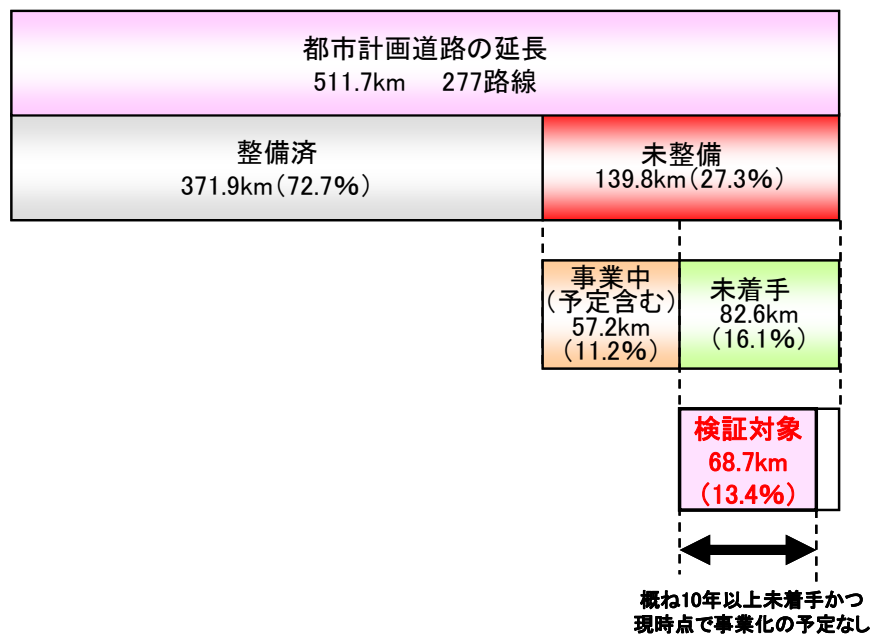 都市計画道路の延長
511.7km　277路線
整備済
371.9km(72.7%)
未整備
139.8km(27.3%)
事業中
(予定含む)
57.2km
(11.2%)
未着手
82.6km
(16.1%)
検証対象
68.7km
(13.4%)
概ね10年以上未着手かつ
現時点で事業化の予定なし